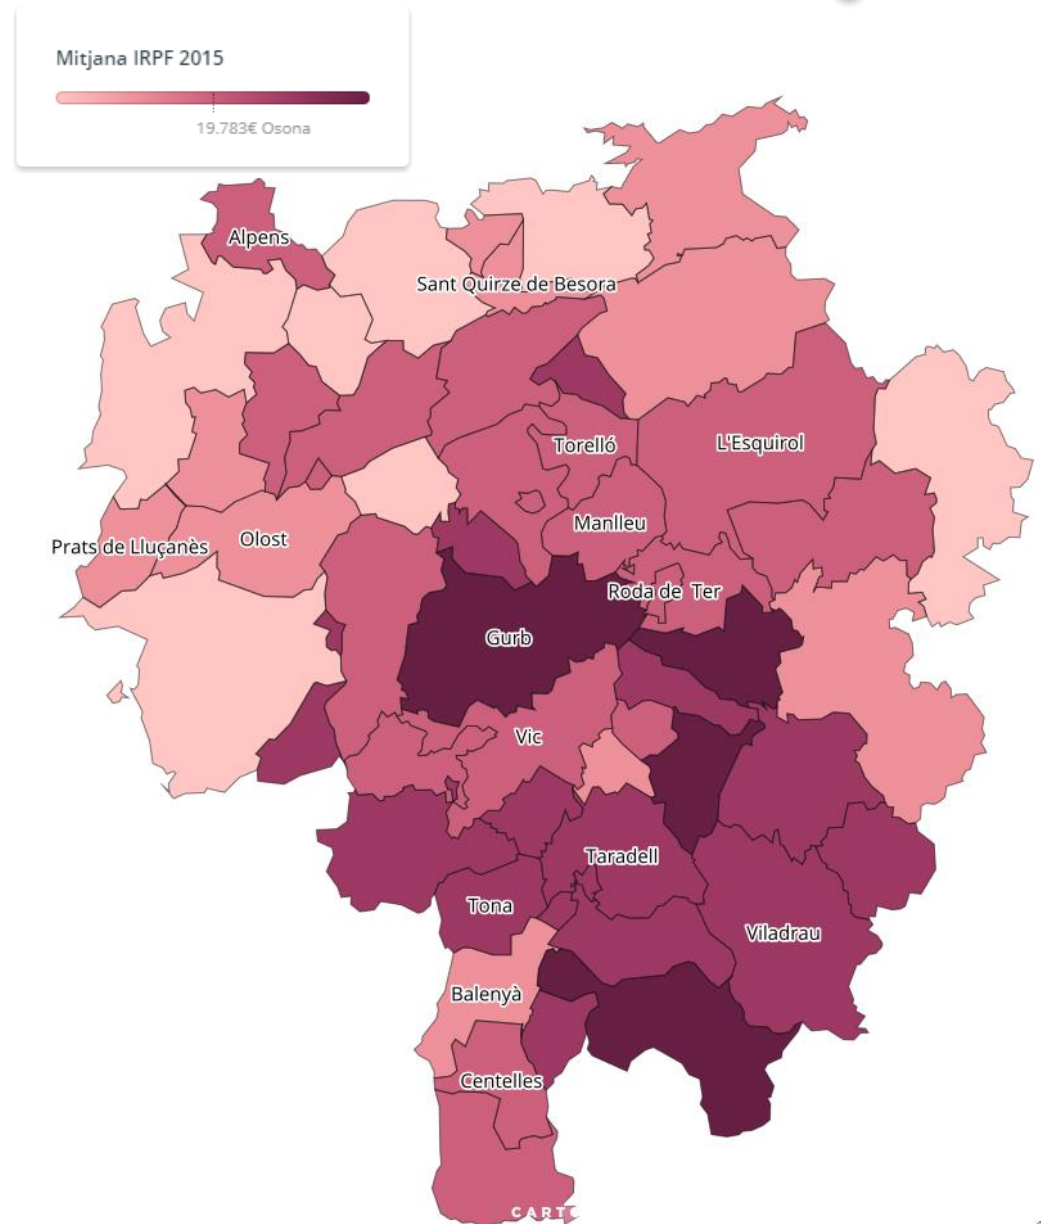 Mitjana IRPF 2015
19.783€ Osona
Alpens
Sant Quirze de Besora
Torelló
L'Esquirol
Manlleu
Prats de Lluçanès
Olost
Roda de Ter
Gurb
Vic
Taradell
Tona
Viladrau
Balenyà
Centelles